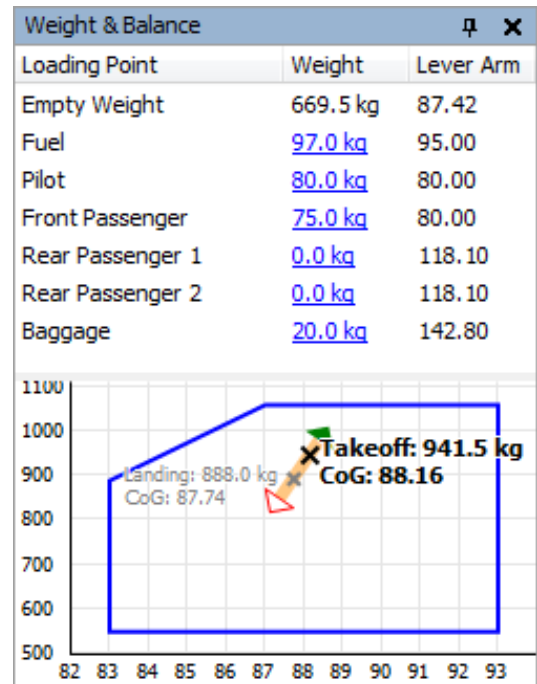 Weight & Balance
Loading Point Weight Lever Arm
Empty Weight 669.5 kg 87.42
Fuel 97.0 kg 95.00
Pilot 80.0 kg 80.00
Front Passenger 75.0 kg 80.00
Rear Passenger 1 0.0 kg 118.10
Rear Passenger 2 0.0 kg 118.10
Baggage 20.0 kg 142.80
1100
1000
Takeoff: 941.5 kg
CoG: 88.16
900
Landing: 888.0 kg
CoG: 87.74
800
700
600
500
82 83 84 85 86 87 88 89 90 91 92 93